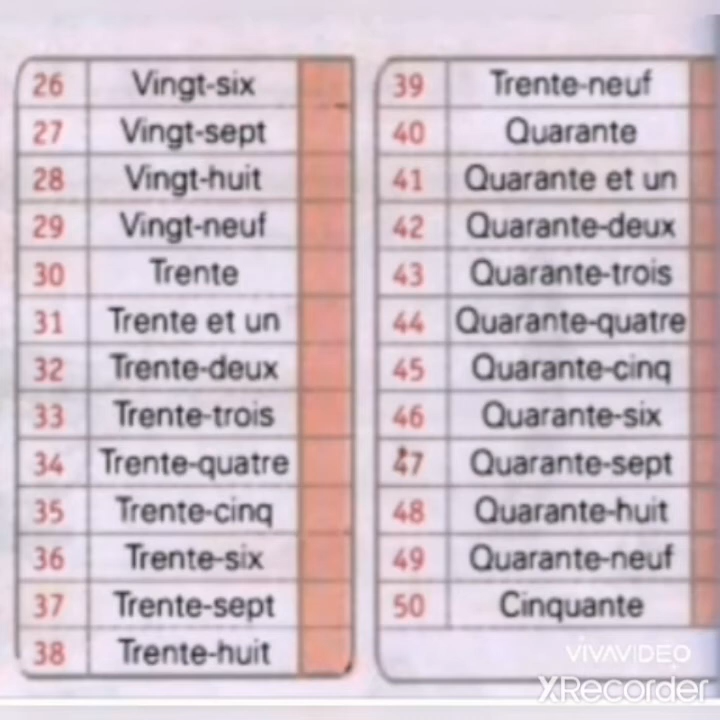 26 Vingt-six
27 Vingt-sept
28 Vingt-huit
29 Vingt-neuf
30 Trente
31 Trente et un
32 Trente-deux
33 Trente-trois
34 Trente-quatre
35 Trente-cinq
36 Trente-six
37 Trente-sept
38 Trente-huit
39 Trente-neuf
40 Quarante
41 Quarante et un
42 Quarante-deux
43 Quarante-trois
44 Quarante-quatre
45 Quarante-cinq
46 Quarante-six
47 Quarante-sept
48 Quarante-huit
49 Quarante-neuf
50 Cinquante
VIVAVIDEO
XRecorder